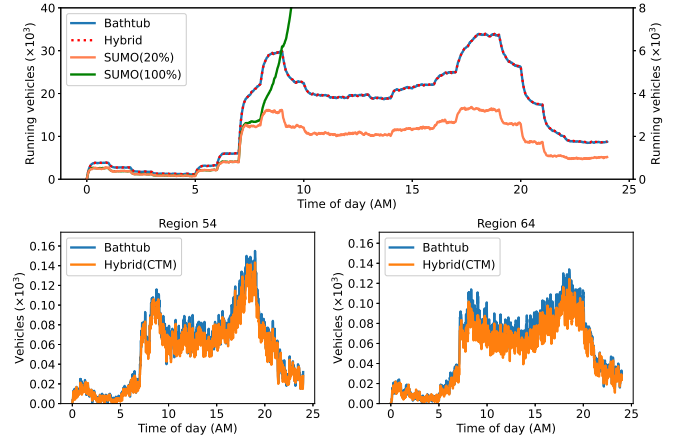 Bathtub
Hybrid
SUMO(20%)
SUMO(100%)
Running vehicles (×10³)
Running vehicles (×10³)
40
30
20
10
0
8
6
4
2
0
0 5 10 15 20 25
Time of day (AM)
Region 54
Bathtub
Hybrid(CTM)
Vehicles (×10³)
0.16
0.14
0.12
0.10
0.08
0.06
0.04
0.02
0.00
0 5 10 15 20 25
Time of day (AM)
Region 64
Bathtub
Hybrid(CTM)
Vehicles (×10³)
0.16
0.14
0.12
0.10
0.08
0.06
0.04
0.02
0.00
0 5 10 15 20 25
Time of day (AM)